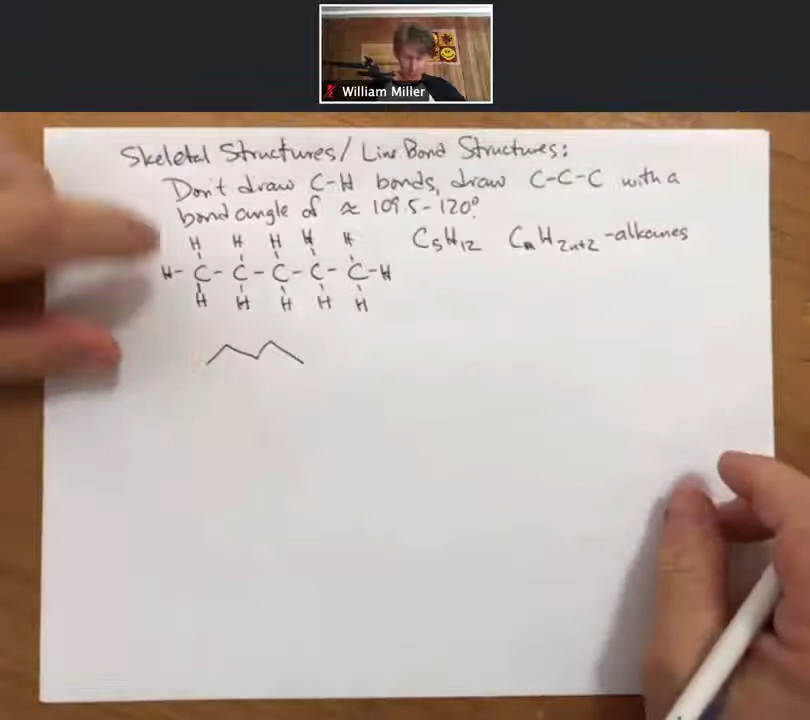 William Miller
Skeletal Structures/ Line Bond Structures:
Don't draw C-H bonds, draw C-C-C with a
bond angle of ≈ 109.5-120°
C₅H₁₂ CₙH₂ₙ₊₂ -alkanes
H H H H H
H- C - C - C - C - C -H
H H H H H